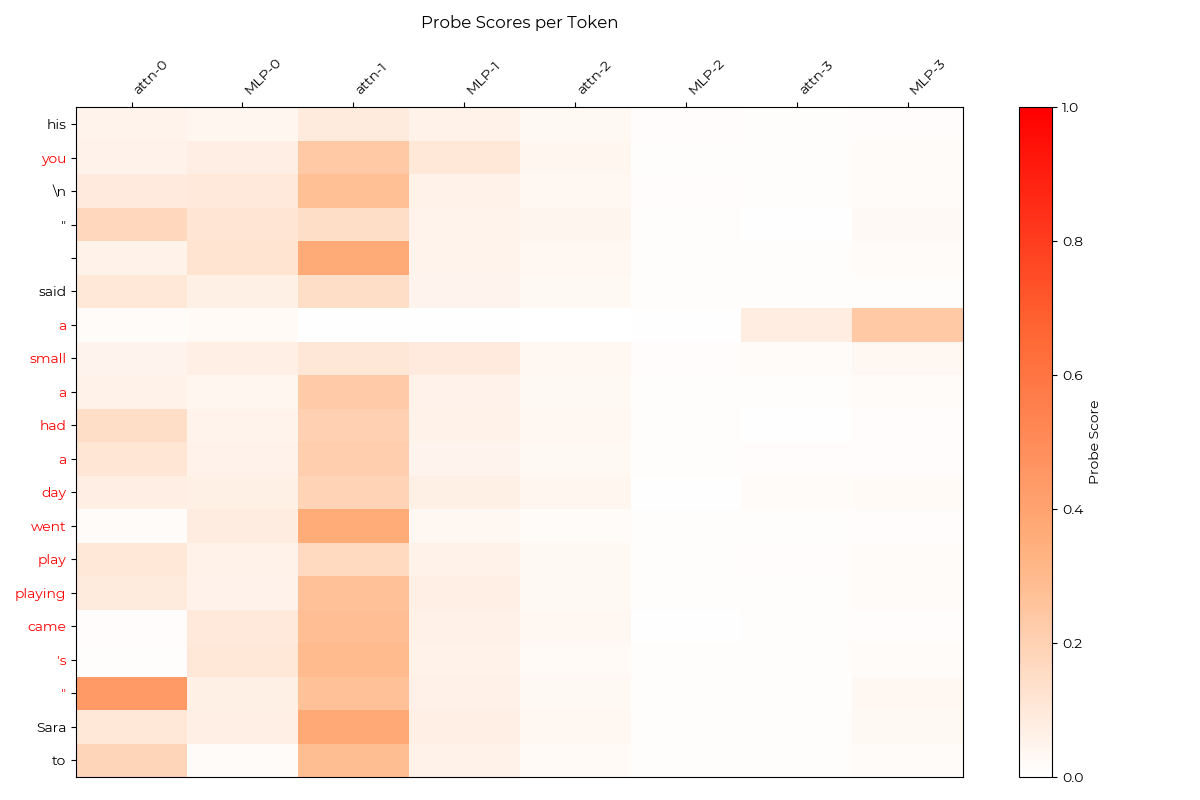 Probe Scores per Token
attn-0 MLP-0 attn-1 MLP-1 attn-2 MLP-2 attn-3 MLP-3
his
you
\n
"
said
a
small
a
had
a
day
went
play
playing
came
's
"
Sara
to
1.0
0.8
0.6
0.4
0.2
0.0
Probe Score